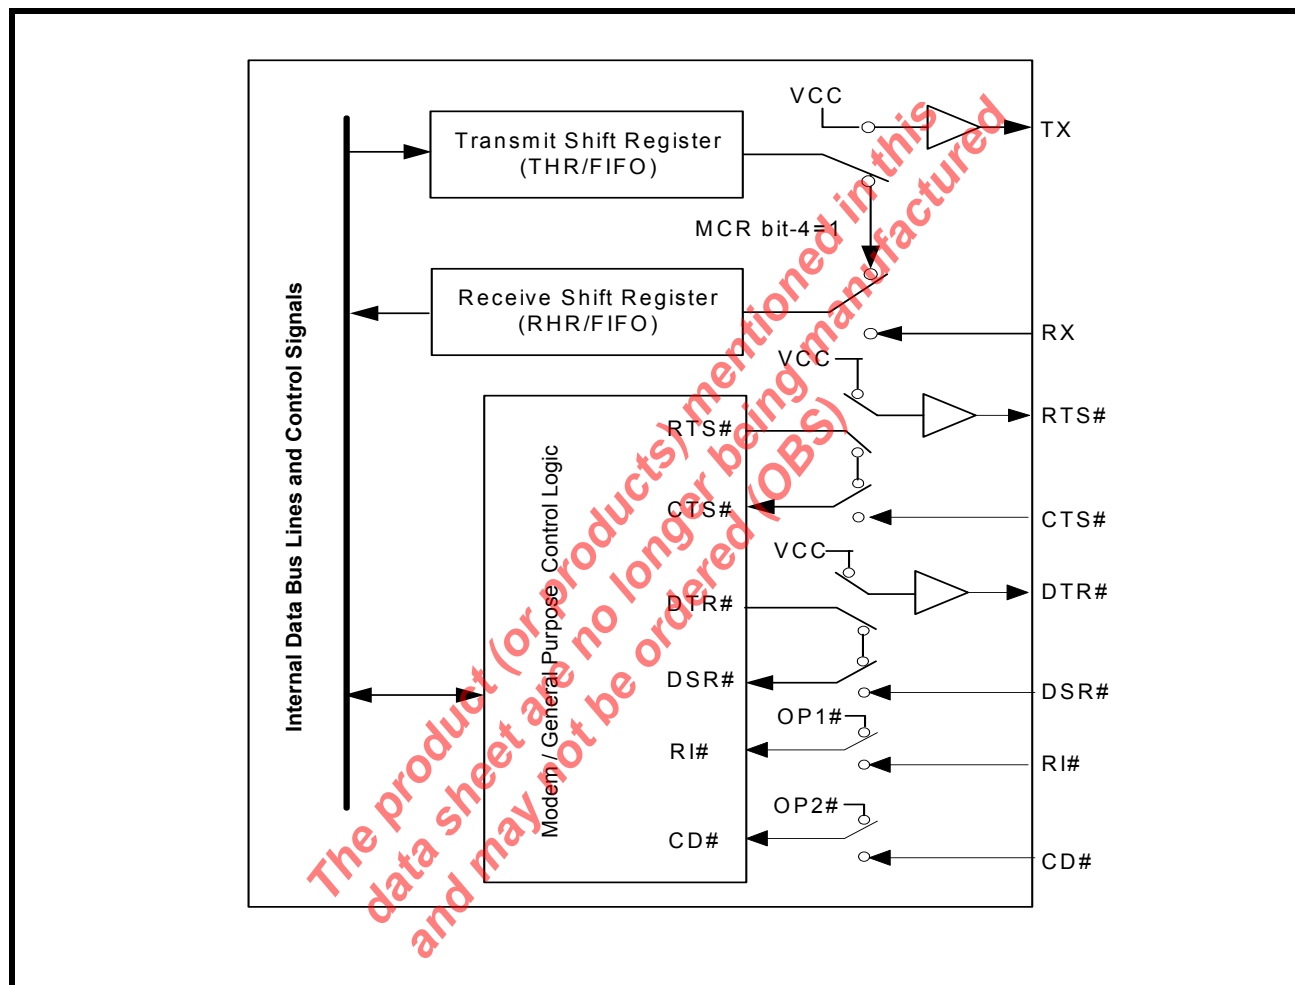 VCC
TX
Transmit Shift Register
(THR/FIFO)
MCR bit-4=1
Receive Shift Register
(RHR/FIFO)
RX
VCC
RTS#
RTS#
CTS#
CTS#
VCC
DTR#
DTR#
DSR#
DSR#
OP1#
RI#
RI#
OP2#
CD#
CD#
Internal Data Bus Lines and Control Signals
Modem / General Purpose Control Logic
The product (or products) mentioned in this
data sheet are no longer being manufactured
and may not be ordered (OBS)